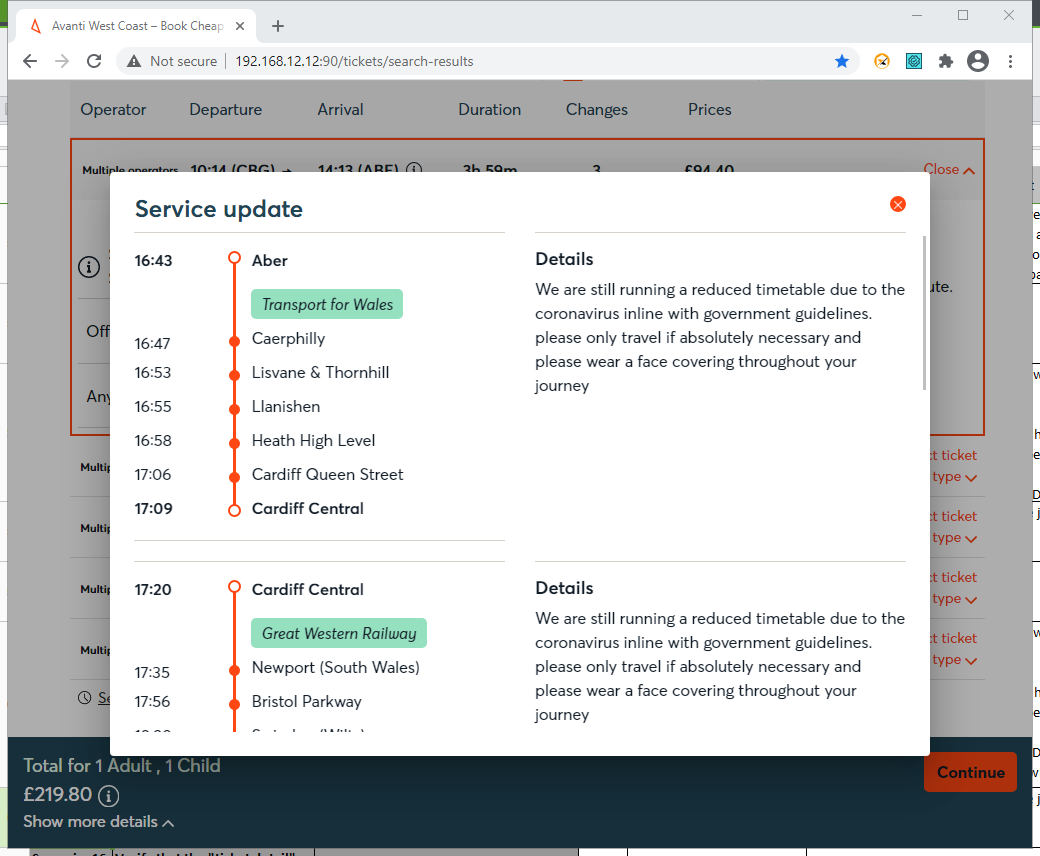 Avanti West Coast – Book Cheap
Not secure
192.168.12.12:90/tickets/search-results
Operator Departure Arrival Duration Changes Prices
Multiple operators 10:14 (CBG) → 14:13 (ABE) 3h 59m 3 £94.40 Close
Service update
16:43 Aber
Transport for Wales
16:47 Caerphilly
16:53 Lisvane & Thornhill
16:55 Llanishen
16:58 Heath High Level
17:06 Cardiff Queen Street
17:09 Cardiff Central
Details
We are still running a reduced timetable due to the
coronavirus inline with government guidelines.
please only travel if absolutely necessary and
please wear a face covering throughout your
journey
17:20 Cardiff Central
Great Western Railway
17:35 Newport (South Wales)
17:56 Bristol Parkway
Details
We are still running a reduced timetable due to the
coronavirus inline with government guidelines.
please only travel if absolutely necessary and
please wear a face covering throughout your
journey
ute.
Off
Any
Multip
ct ticket
type
Multip
ct ticket
type
Multip
ct ticket
type
Multip
ct ticket
type
Se
Total for 1 Adult , 1 Child
£219.80
Show more details
Continue